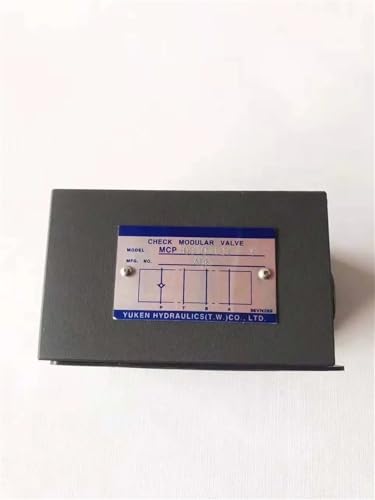 CHECK MODULAR VALVE
MODEL MCP
MFG. NO.
P T B A
YUKEN HYDRAULICS(T.W.)CO., LTD.